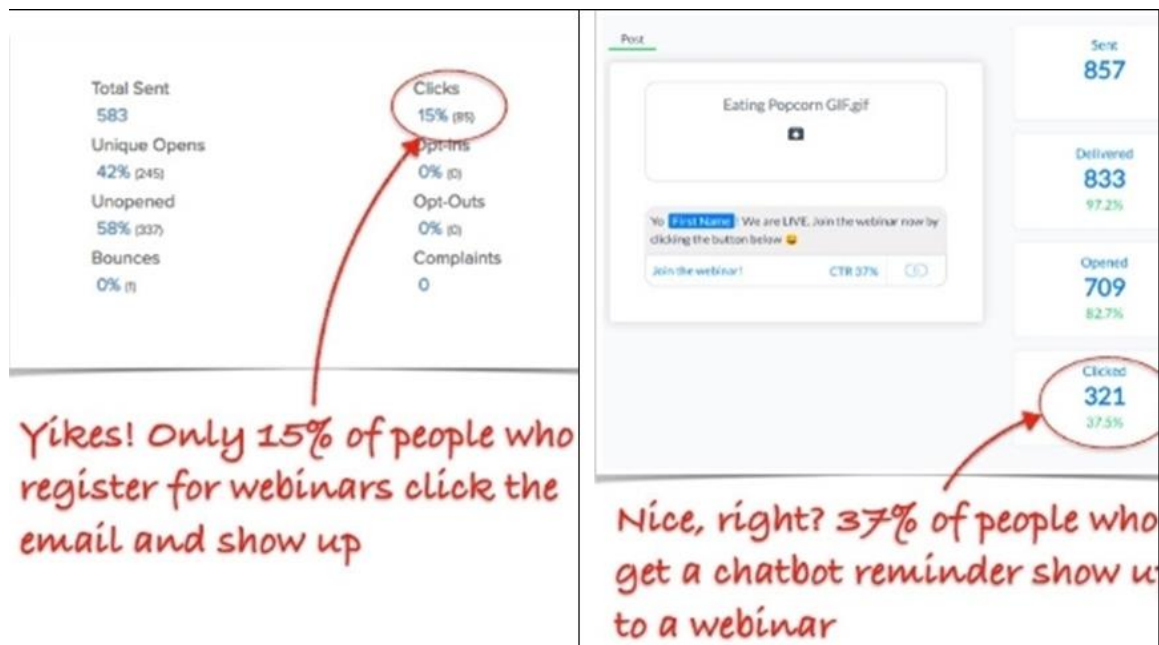 Total Sent
583
Unique Opens
42% (245)
Unopened
58% (337)
Bounces
0% (1)
Clicks
15% (85)
Opt-Ins
0% (0)
Opt-Outs
0% (0)
Complaints
0
Yikes! Only 15% of people who
register for webinars click the
email and show up
Post
Eating Popcorn GIF.gif
Yo First Name! We are LIVE. Join the webinar now by
clicking the button below 😀
Join the webinar! CTR 37%
Sent
857
Delivered
833
97.2%
Opened
709
82.7%
Clicked
321
37.5%
Nice, right? 37% of people who
get a chatbot reminder show u
to a webinar